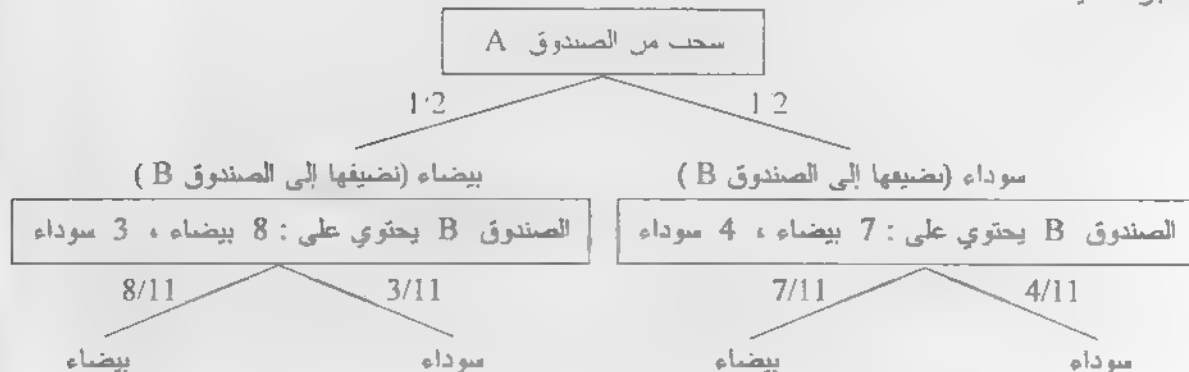 سحب من الصندوق A
1/2 1/2
سوداء (نضيفها إلى الصندوق B) بيضاء (نضيفها إلى الصندوق B)
الصندوق B يحتوي على : 7 بيضاء ، 4 سوداء الصندوق B يحتوي على : 8 بيضاء ، 3 سوداء
8/11 3/11 7/11 4/11
سوداء بيضاء سوداء بيضاء